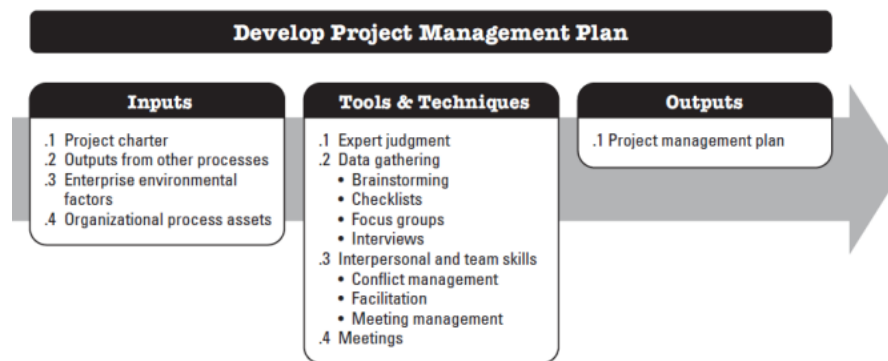 Develop Project Management Plan
Inputs
.1 Project charter
.2 Outputs from other processes
.3 Enterprise environmental
factors
.4 Organizational process assets
Tools & Techniques
.1 Expert judgment
.2 Data gathering
• Brainstorming
• Checklists
• Focus groups
• Interviews
.3 Interpersonal and team skills
• Conflict management
• Facilitation
• Meeting management
.4 Meetings
Outputs
.1 Project management plan